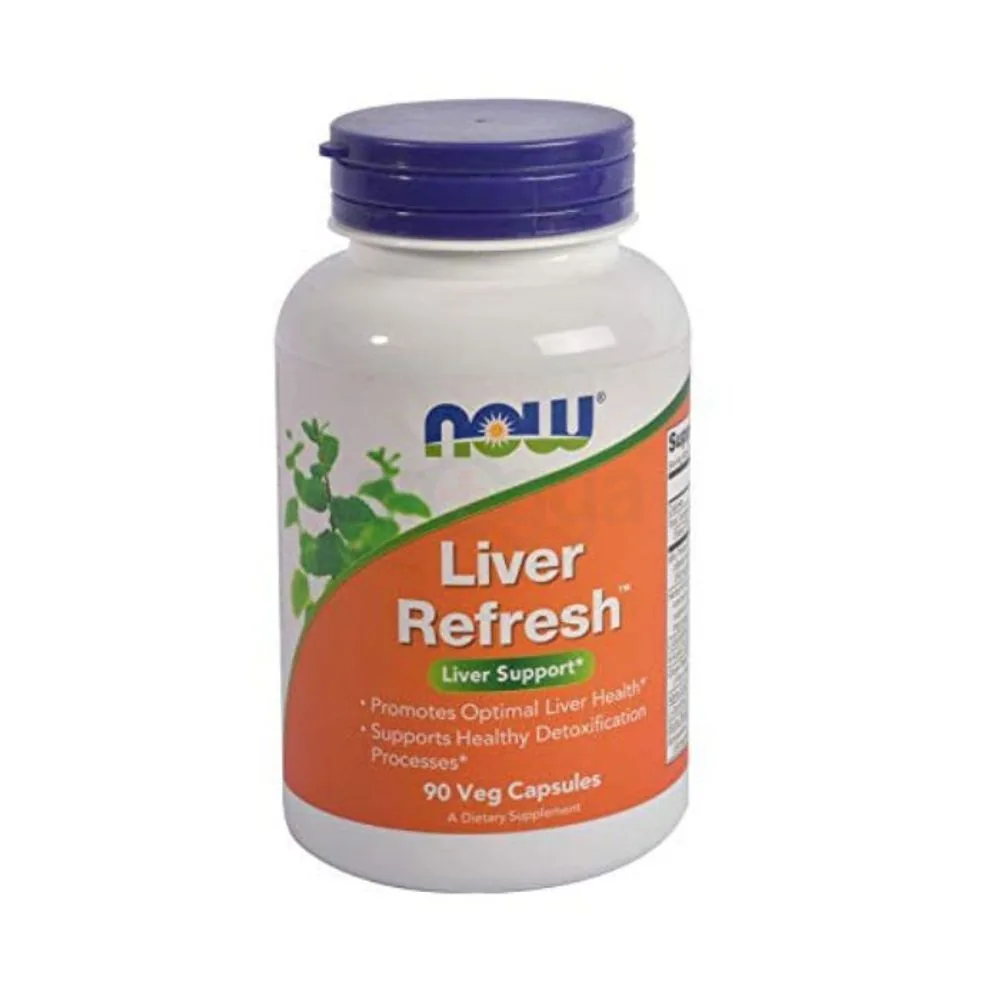 now®
Liver
Refresh™
Liver Support*
• Promotes Optimal Liver Health*
• Supports Healthy Detoxification
Processes*
90 Veg Capsules
A Dietary Supplement